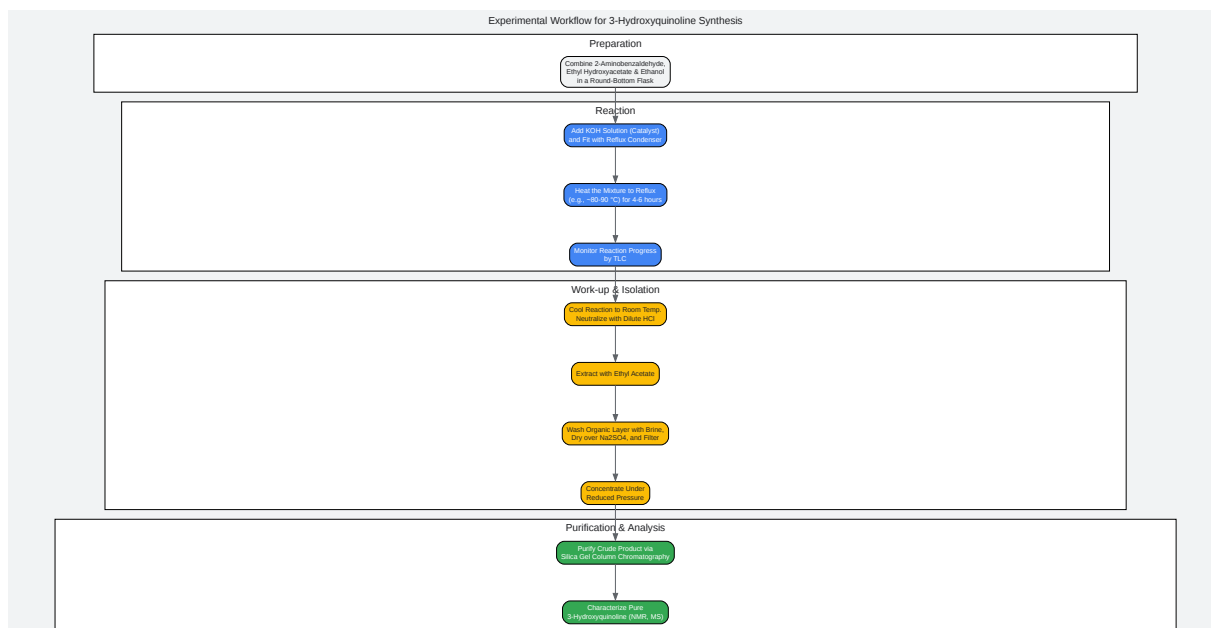 Experimental Workflow for 3-Hydroxyquinoline Synthesis
Preparation
Combine 2-Aminobenzaldehyde,
Ethyl Hydroxyacetate & Ethanol
in a Round-Bottom Flask
Reaction
Add KOH Solution (Catalyst)
and Fit with Reflux Condenser
Heat the Mixture to Reflux
(e.g., ~80-90 °C) for 4-6 hours
Monitor Reaction Progress
by TLC
Work-up & Isolation
Cool Reaction to Room Temp.
Neutralize with Dilute HCl
Extract with Ethyl Acetate
Wash Organic Layer with Brine,
Dry over Na2SO4, and Filter
Concentrate Under
Reduced Pressure
Purification & Analysis
Purify Crude Product via
Silica Gel Column Chromatography
Characterize Pure
3-Hydroxyquinoline (NMR, MS)